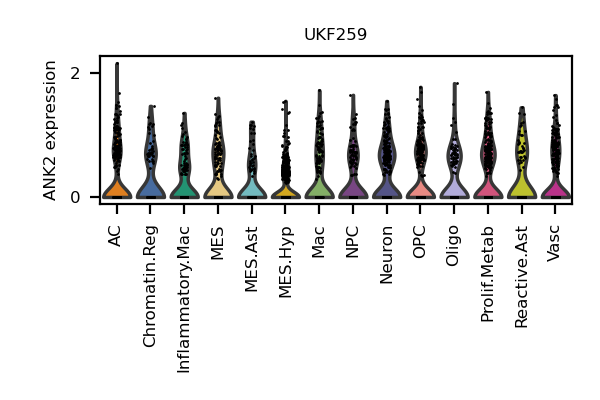 UKF259
ANK2 expression
2
0
AC
Chromatin.Reg
Inflammatory.Mac
MES
MES.Ast
MES.Hyp
Mac
NPC
Neuron
OPC
Oligo
Prolif.Metab
Reactive.Ast
Vasc